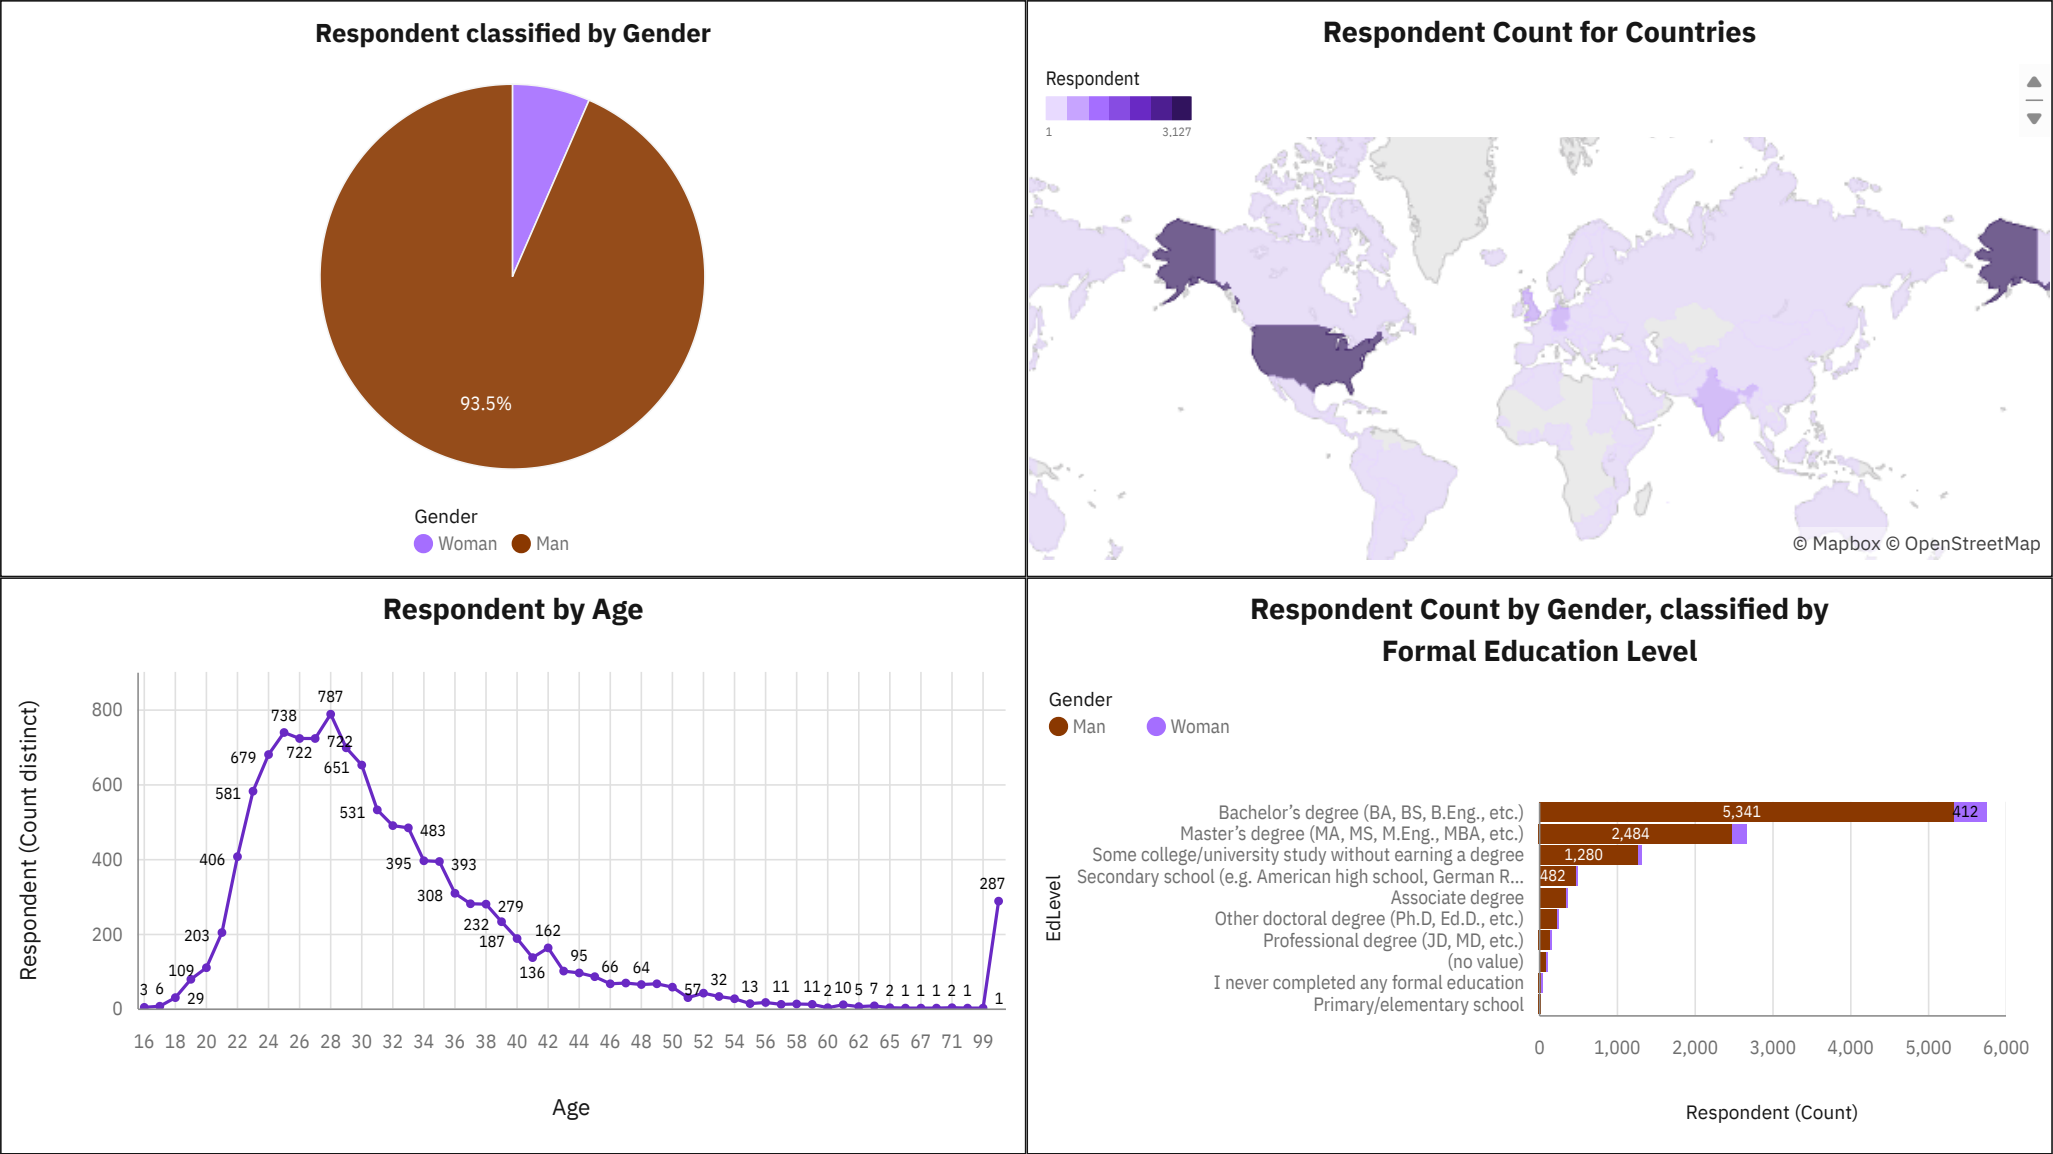 Respondent classified by Gender
93.5%
Gender
Woman Man
Respondent Count for Countries
Respondent
1 3,127
© Mapbox © OpenStreetMap
Respondent by Age
Respondent (Count distinct)
800
600
400
200
0
787
738
722
722
679
651
581
531
483
406
395
393
308
287
279
232
203
187
162
136
109
95
66
64
57
32
29
3 6 13 11 11 2 10 5 7 2 1 1 1 2 1 1
16 18 20 22 24 26 28 30 32 34 36 38 40 42 44 46 48 50 52 54 56 58 60 62 65 67 71 99
Age
Respondent Count by Gender, classified by
Formal Education Level
Gender
Man Woman
EdLevel
Bachelor’s degree (BA, BS, B.Eng., etc.) 5,341 412
Master’s degree (MA, MS, M.Eng., MBA, etc.) 2,484
Some college/university study without earning a degree 1,280
Secondary school (e.g. American high school, German R... 482
Associate degree
Other doctoral degree (Ph.D, Ed.D., etc.)
Professional degree (JD, MD, etc.)
(no value)
I never completed any formal education
Primary/elementary school
0 1,000 2,000 3,000 4,000 5,000 6,000
Respondent (Count)